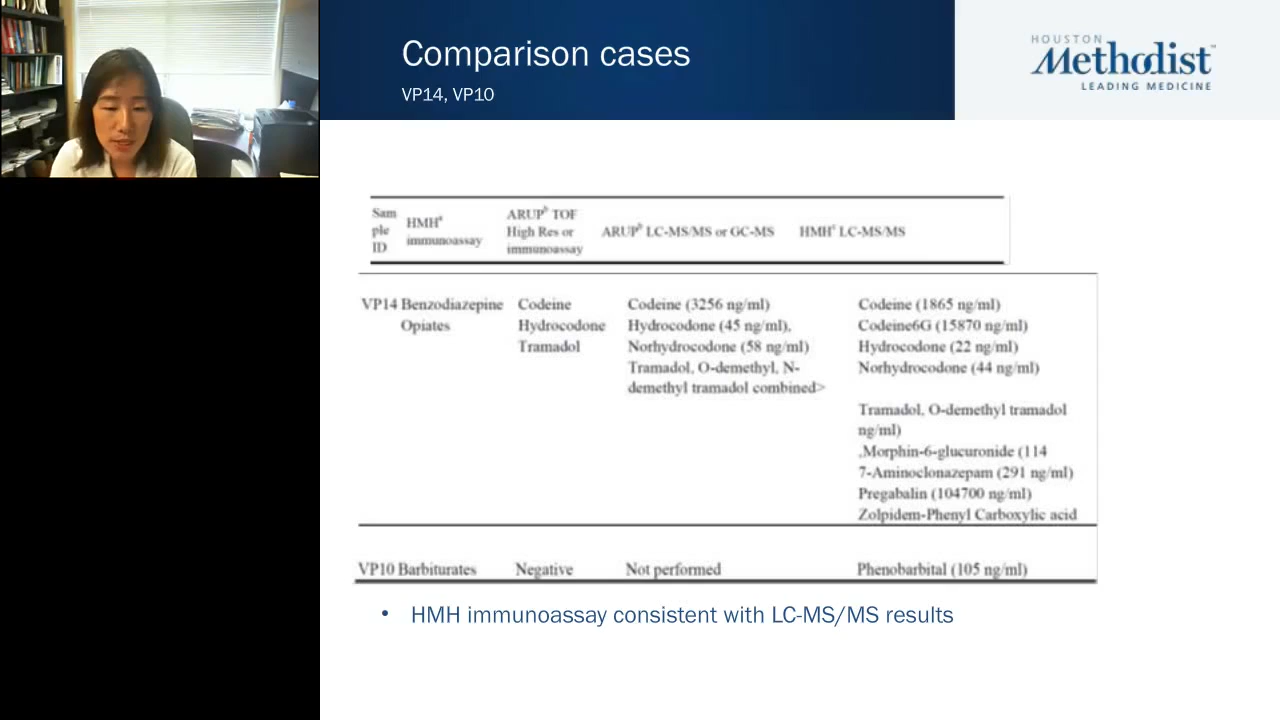 Comparison cases
VP14, VP10
HOUSTON
Methodist™
LEADING MEDICINE
Sam
ple
ID
HMHᵃ
immunoassay
ARUPᵇ TOF
High Res or
immunoassay
ARUPᵇ LC-MS/MS or GC-MS
HMHᶜ LC-MS/MS
VP14 Benzodiazepine Codeine Codeine (3256 ng/ml) Codeine (1865 ng/ml)
Opiates Hydrocodone Hydrocodone (45 ng/ml), Codeine6G (15870 ng/ml)
Tramadol Norhydrocodone (58 ng/ml) Hydrocodone (22 ng/ml)
Tramadol, O-demethyl, N- Norhydrocodone (44 ng/ml)
demethyl tramadol combined>
Tramadol, O-demethyl tramadol
ng/ml)
,Morphin-6-glucuronide (114
7-Aminoclonazepam (291 ng/ml)
Pregabalin (104700 ng/ml)
Zolpidem-Phenyl Carboxylic acid
VP10 Barbiturates Negative Not performed Phenobarbital (105 ng/ml)
• HMH immunoassay consistent with LC-MS/MS results